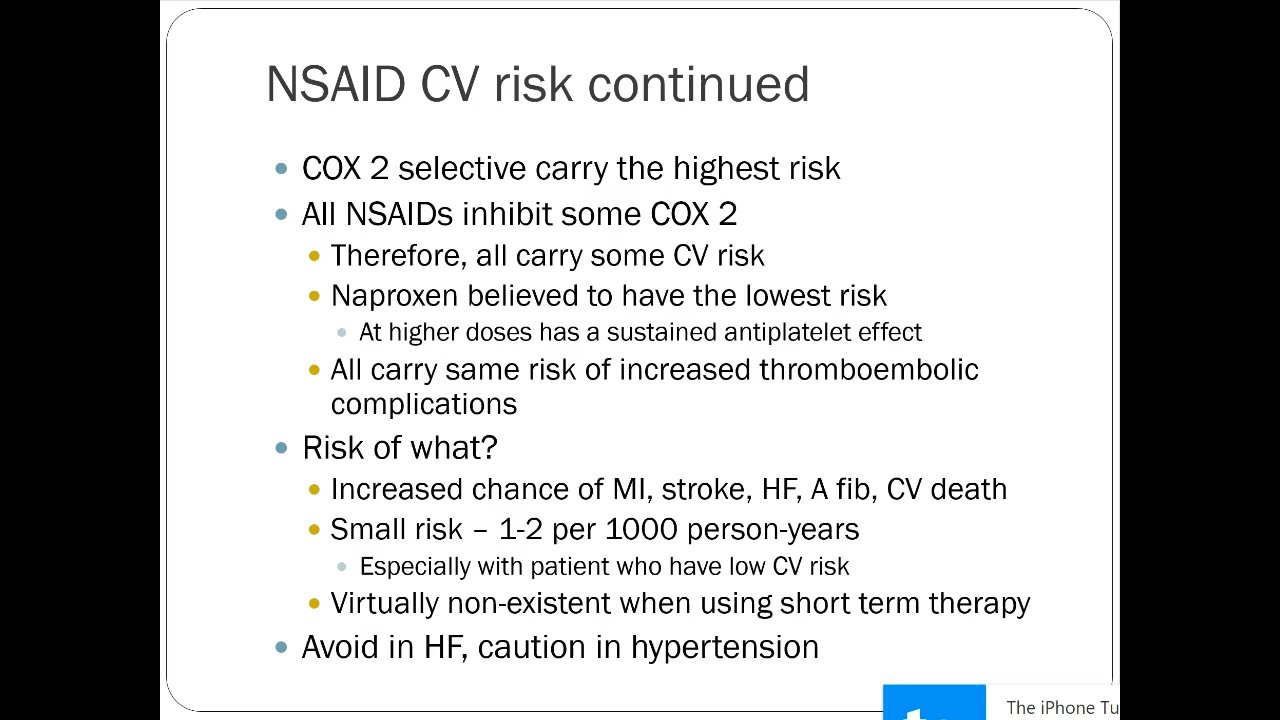 NSAID CV risk continued
COX 2 selective carry the highest risk
All NSAIDs inhibit some COX 2
Therefore, all carry some CV risk
Naproxen believed to have the lowest risk
At higher doses has a sustained antiplatelet effect
All carry same risk of increased thromboembolic
complications
Risk of what?
Increased chance of MI, stroke, HF, A fib, CV death
Small risk – 1-2 per 1000 person-years
Especially with patient who have low CV risk
Virtually non-existent when using short term therapy
Avoid in HF, caution in hypertension
The iPhone Tu